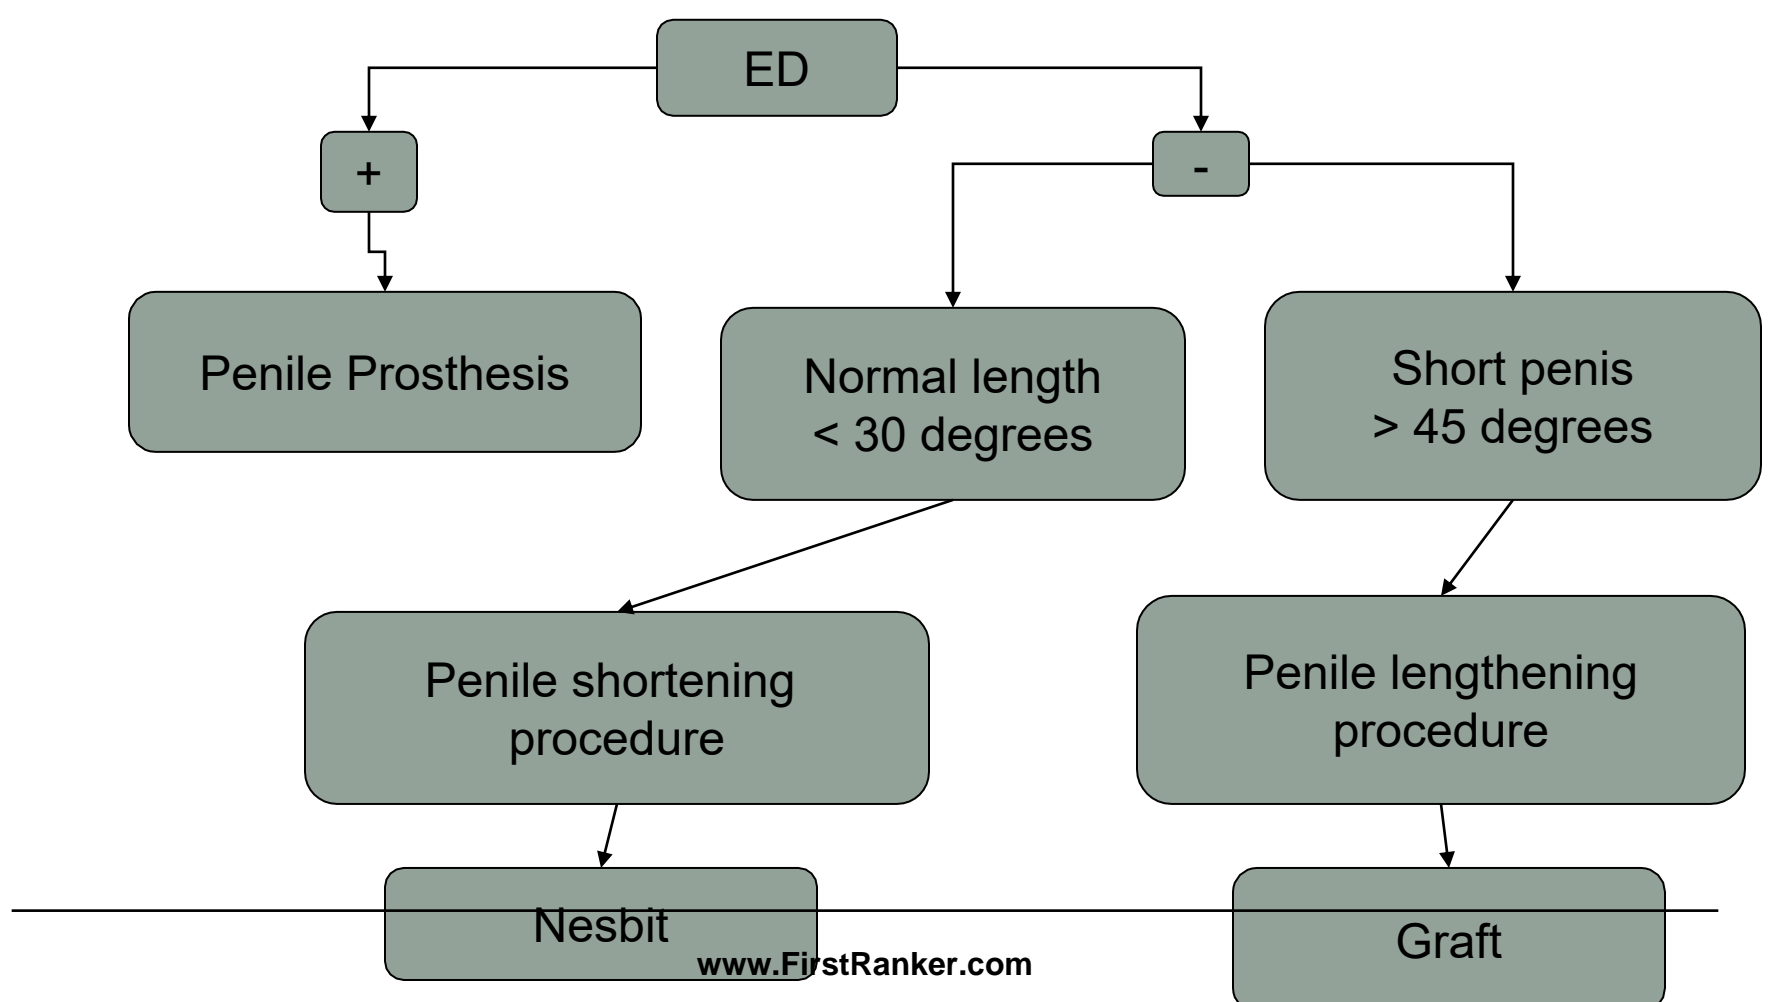 ED
+
-
Penile Prosthesis
Normal length
< 30 degrees
Short penis
> 45 degrees
Penile shortening
procedure
Penile lengthening
procedure
Nesbit
Graft
www.FirstRanker.com